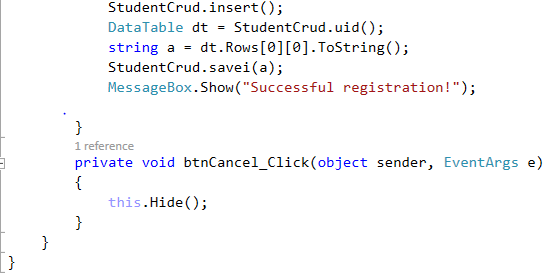 StudentCrud.insert();
DataTable dt = StudentCrud.uid();
string a = dt.Rows[0][0].ToString();
StudentCrud.savei(a);
MessageBox.Show("Successful registration!");
.
}
1 reference
private void btnCancel_Click(object sender, EventArgs e)
{
this.Hide();
}
}
}